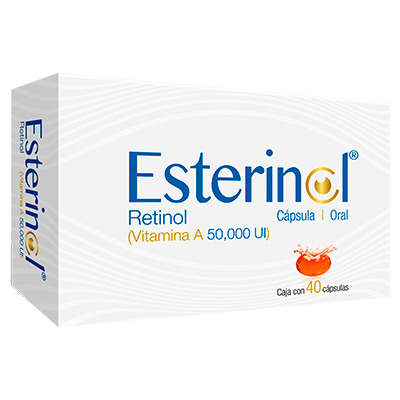 Esterinol®
Retinol
(Vitamina A 50,000 UI)
Cápsula | Oral
Caja con 40 cápsulas
Esterinol®
Retinol
(Vitamina A 50,000 UI)